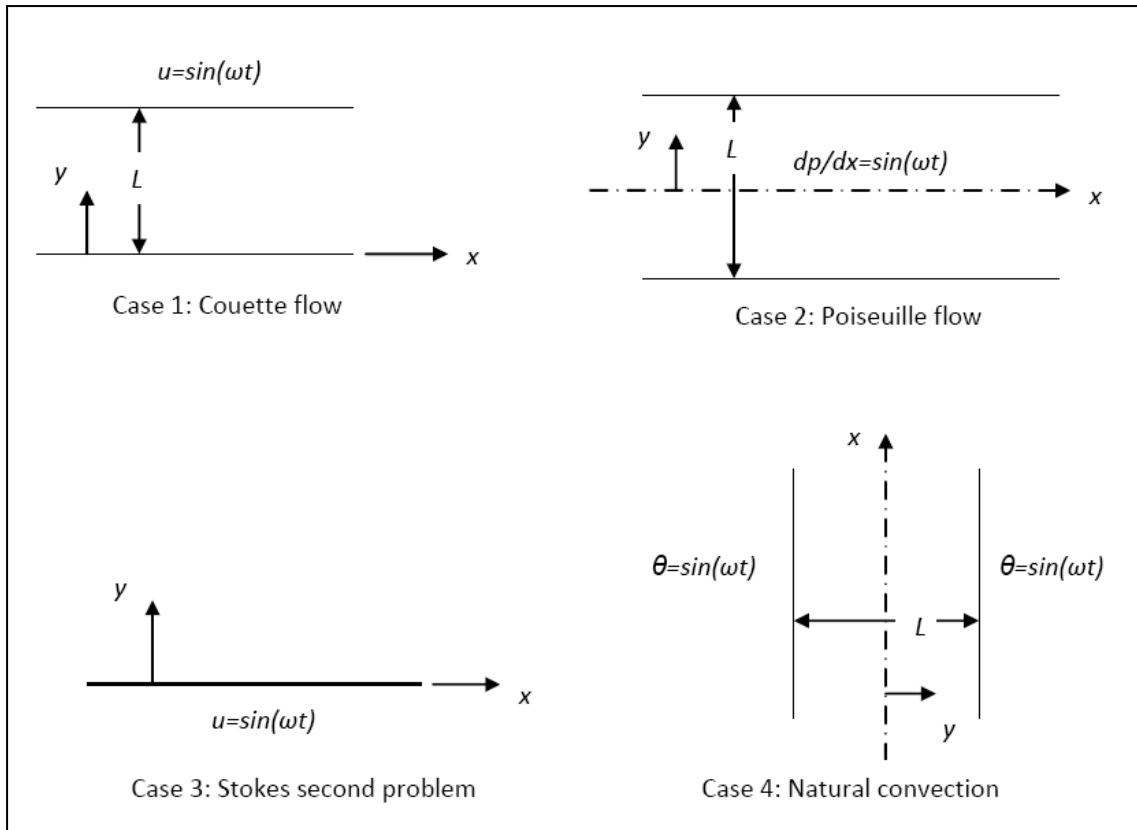 u=sin(ωt)
y
L
x
Case 1: Couette flow
y
L
dp/dx=sin(ωt)
x
Case 2: Poiseuille flow
y
x
u=sin(ωt)
Case 3: Stokes second problem
x
θ=sin(ωt)
θ=sin(ωt)
L
y
Case 4: Natural convection